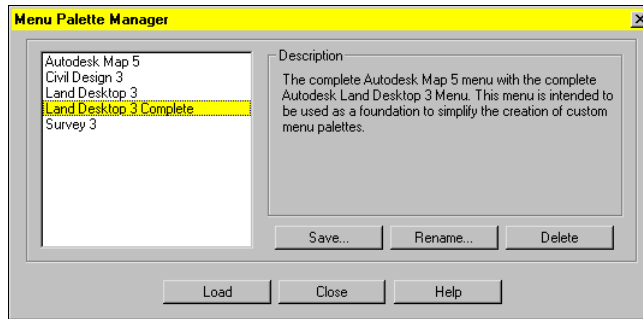 Menu Palette Manager
Autodesk Map 5
Civil Design 3
Land Desktop 3
Land Desktop 3 Complete
Survey 3
Description
The complete Autodesk Map 5 menu with the complete
Autodesk Land Desktop 3 Menu. This menu is intended to
be used as a foundation to simplify the creation of custom
menu palettes.
Save... Rename... Delete
Load Close Help